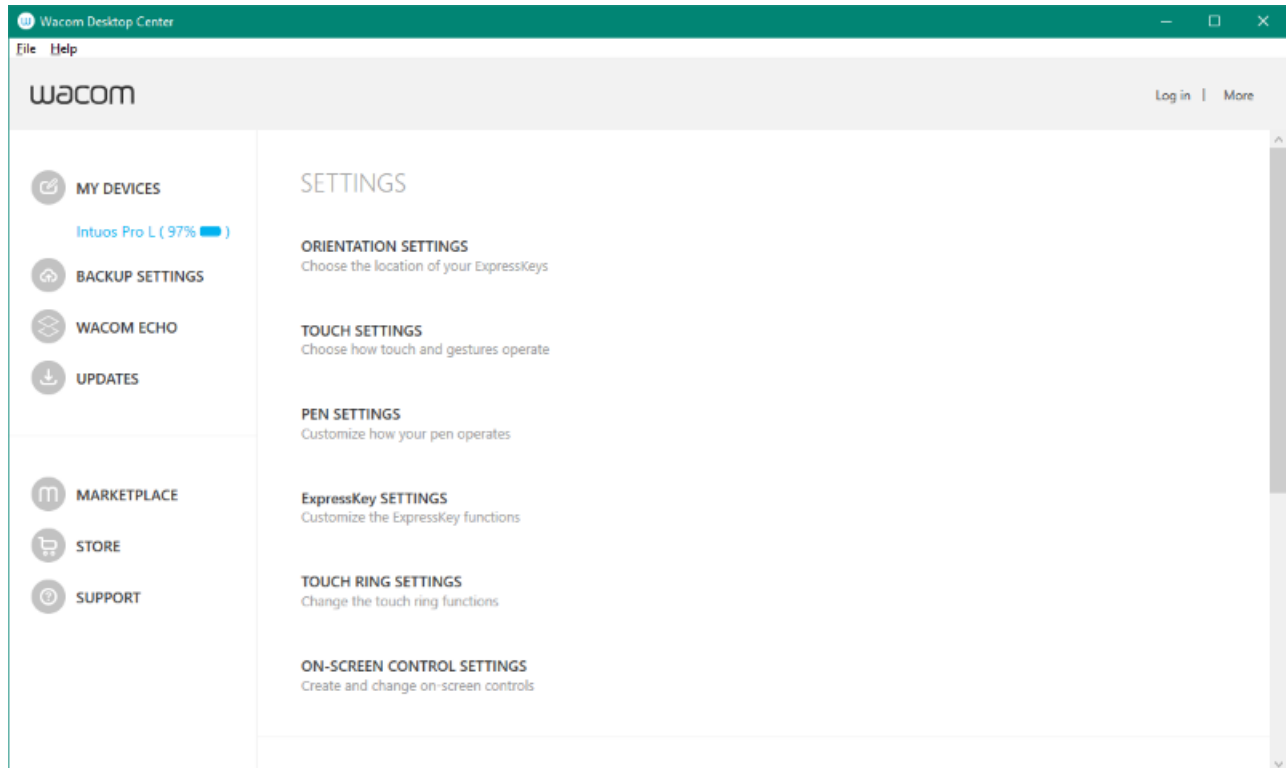 Wacom Desktop Center
File Help
wacom
Log in | More
MY DEVICES
Intuos Pro L ( 97% )
BACKUP SETTINGS
WACOM ECHO
UPDATES
MARKETPLACE
STORE
SUPPORT
SETTINGS
ORIENTATION SETTINGS
Choose the location of your ExpressKeys
TOUCH SETTINGS
Choose how touch and gestures operate
PEN SETTINGS
Customize how your pen operates
ExpressKey SETTINGS
Customize the ExpressKey functions
TOUCH RING SETTINGS
Change the touch ring functions
ON-SCREEN CONTROL SETTINGS
Create and change on-screen controls